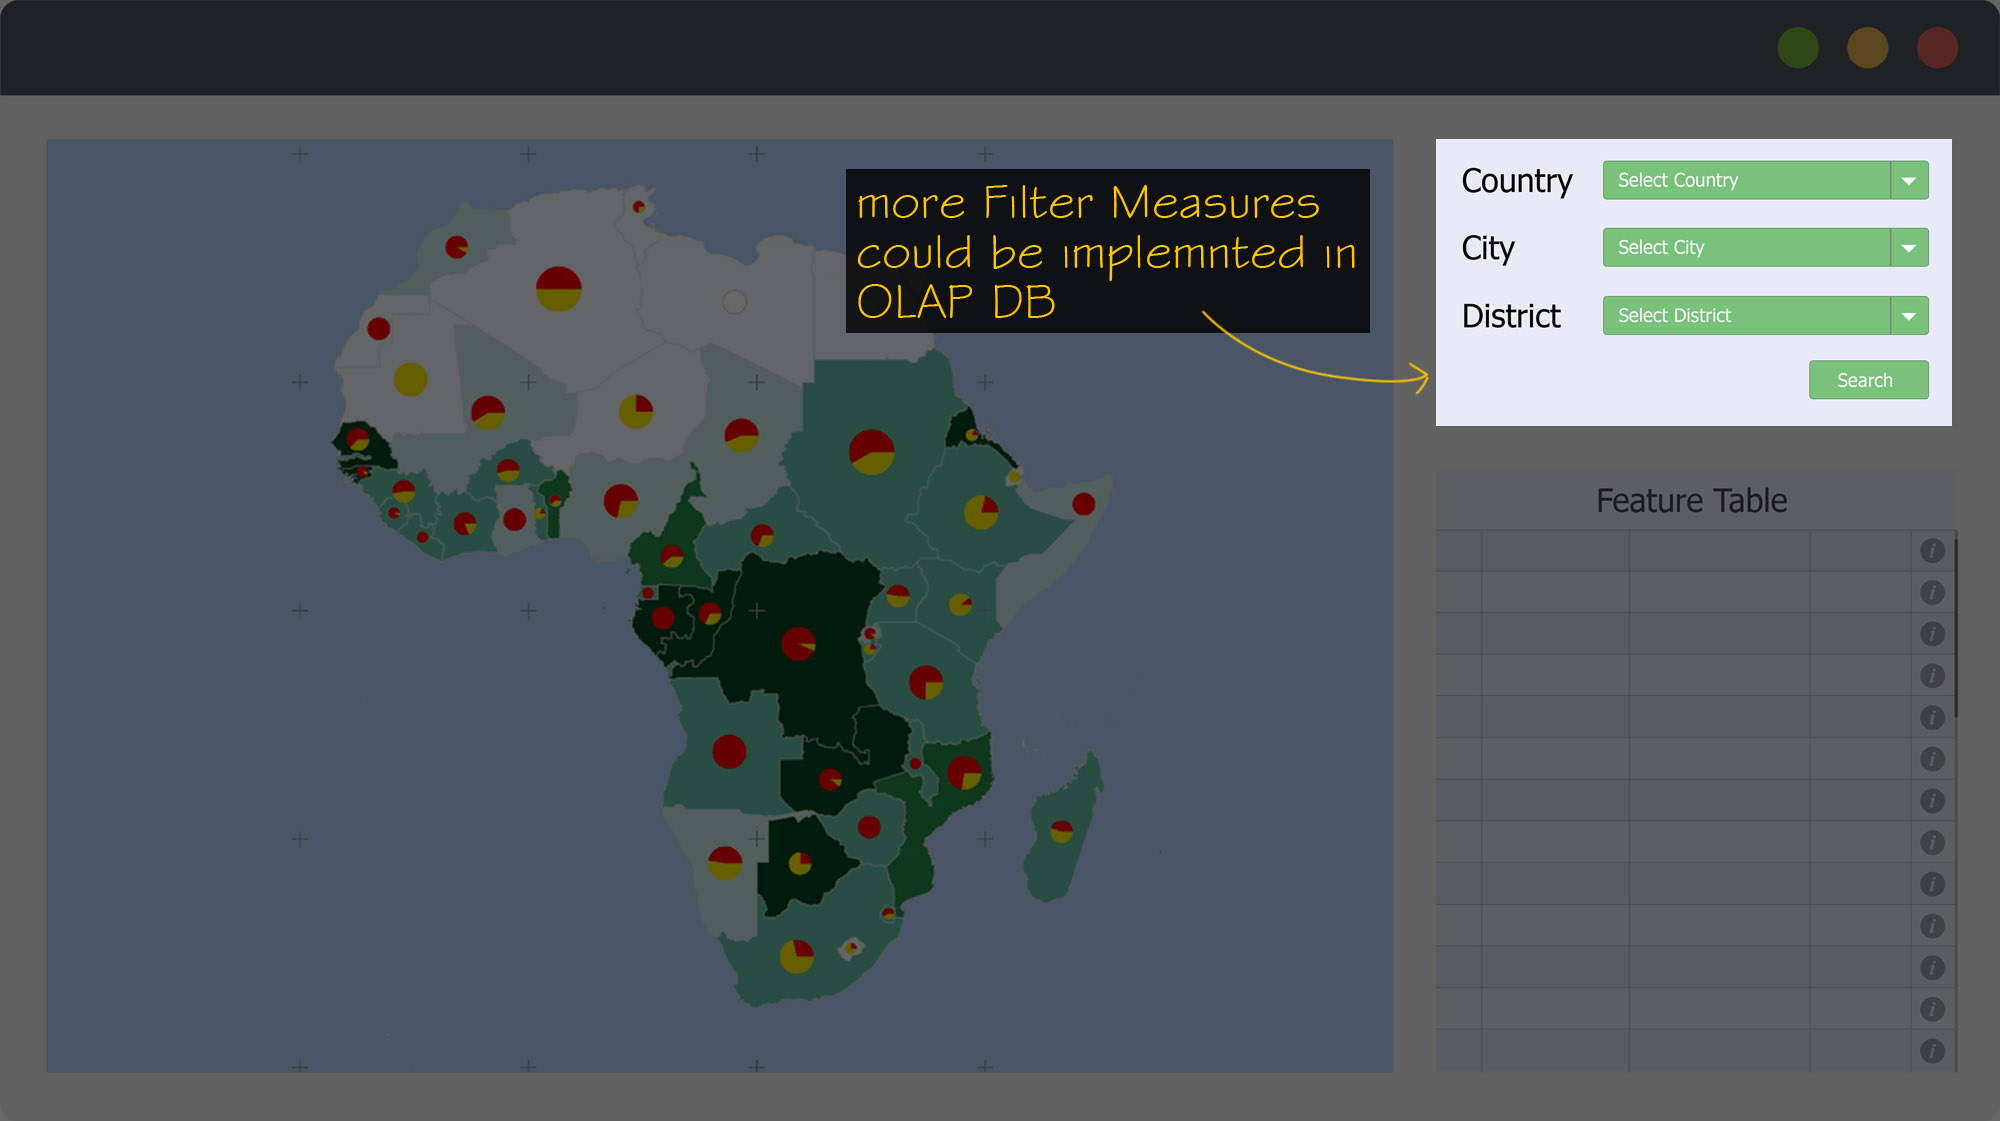 more Filter Measures
could be implemnted in
OLAP DB
Country
Select Country
City
Select City
District
Select District
Search
Feature Table
i
i
i
i
i
i
i
i
i
i
i
i
i